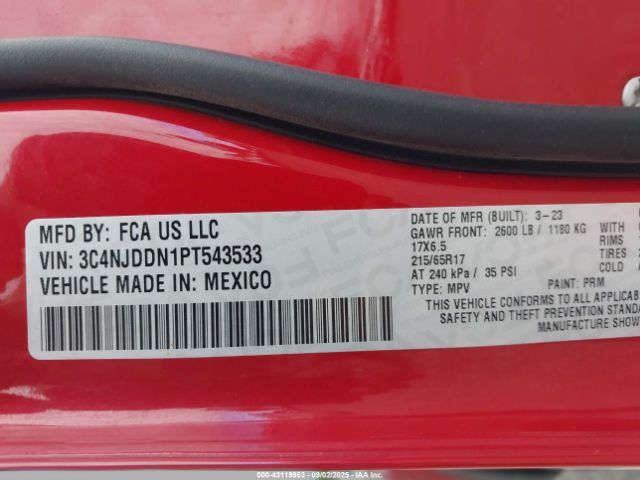 MFD BY: FCA US LLC
VIN: 3C4NJDDN1PT543533
VEHICLE MADE IN: MEXICO
DATE OF MFR (BUILT): 3-23
GAWR FRONT: 2600 LB / 1180 KG WITH
17X6.5 RIMS
215/65R17 TIRES
AT 240 kPa / 35 PSI COLD
TYPE: MPV PAINT: PRM
THIS VEHICLE CONFORMS TO ALL APPLICAB
SAFETY AND THEFT PREVENTION STANDA
MANUFACTURE SHOW
000-43119963 - 09/02/2025 - IAA Inc.